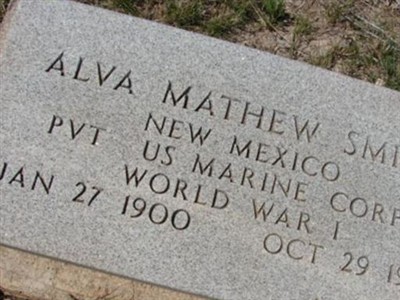 ALVA MATHEW SMI
NEW MEXICO
PVT US MARINE CORP
WORLD WAR I
JAN 27 1900 OCT 29 19